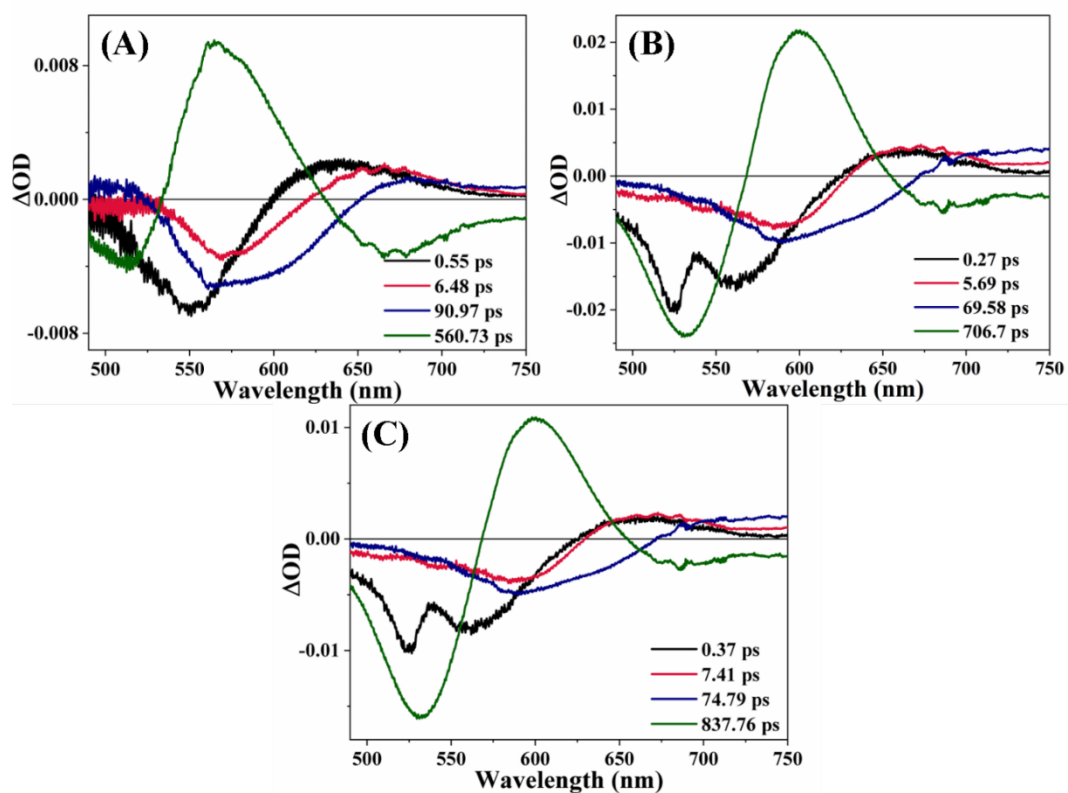 (A)
0.008
0.000
-0.008
ΔOD
0.55 ps
6.48 ps
90.97 ps
560.73 ps
500 550 600 650 700 750
Wavelength (nm)
(B)
0.02
0.01
0.00
-0.01
-0.02
ΔOD
0.27 ps
5.69 ps
69.58 ps
706.7 ps
500 550 600 650 700 750
Wavelength (nm)
(C)
0.01
0.00
-0.01
ΔOD
0.37 ps
7.41 ps
74.79 ps
837.76 ps
500 550 600 650 700 750
Wavelength (nm)